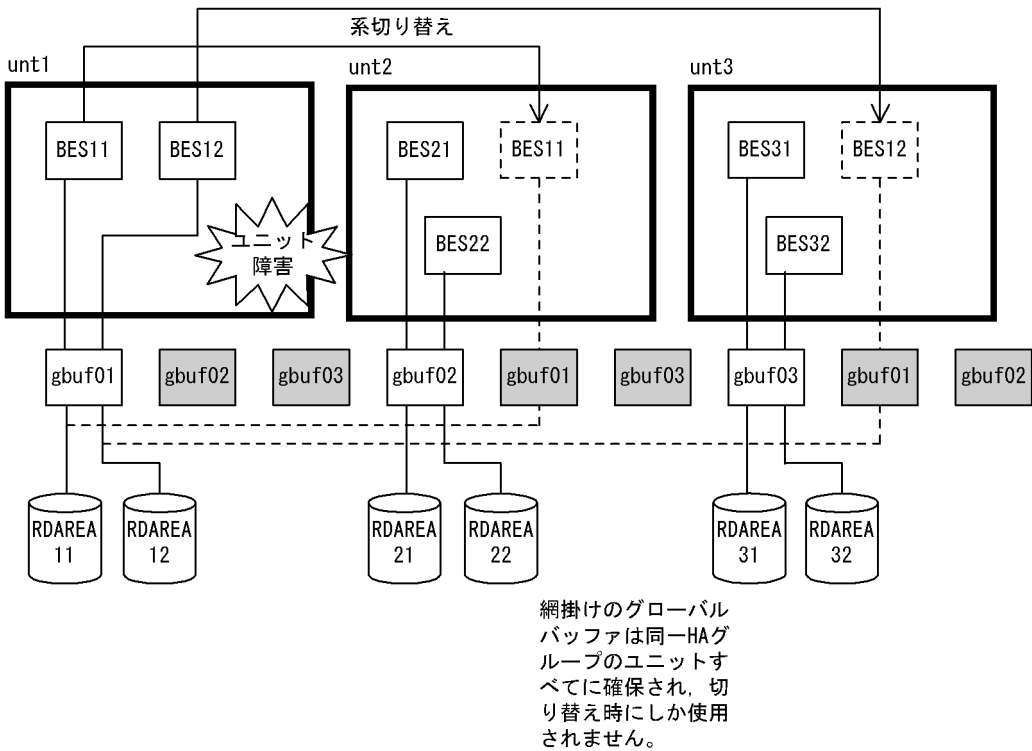 系切り替え
unt1
unt2
unt3
BES11
BES12
BES21
BES11
BES31
BES12
BES22
BES32
ユニット
障害
gbuf01
gbuf02
gbuf03
gbuf02
gbuf01
gbuf03
gbuf03
gbuf01
gbuf02
RDAREA
11
RDAREA
12
RDAREA
21
RDAREA
22
RDAREA
31
RDAREA
32
網掛けのグローバル
バッファは同一HAグ
ループのユニットす
べてに確保され，切
り替え時にしか使用
されません。